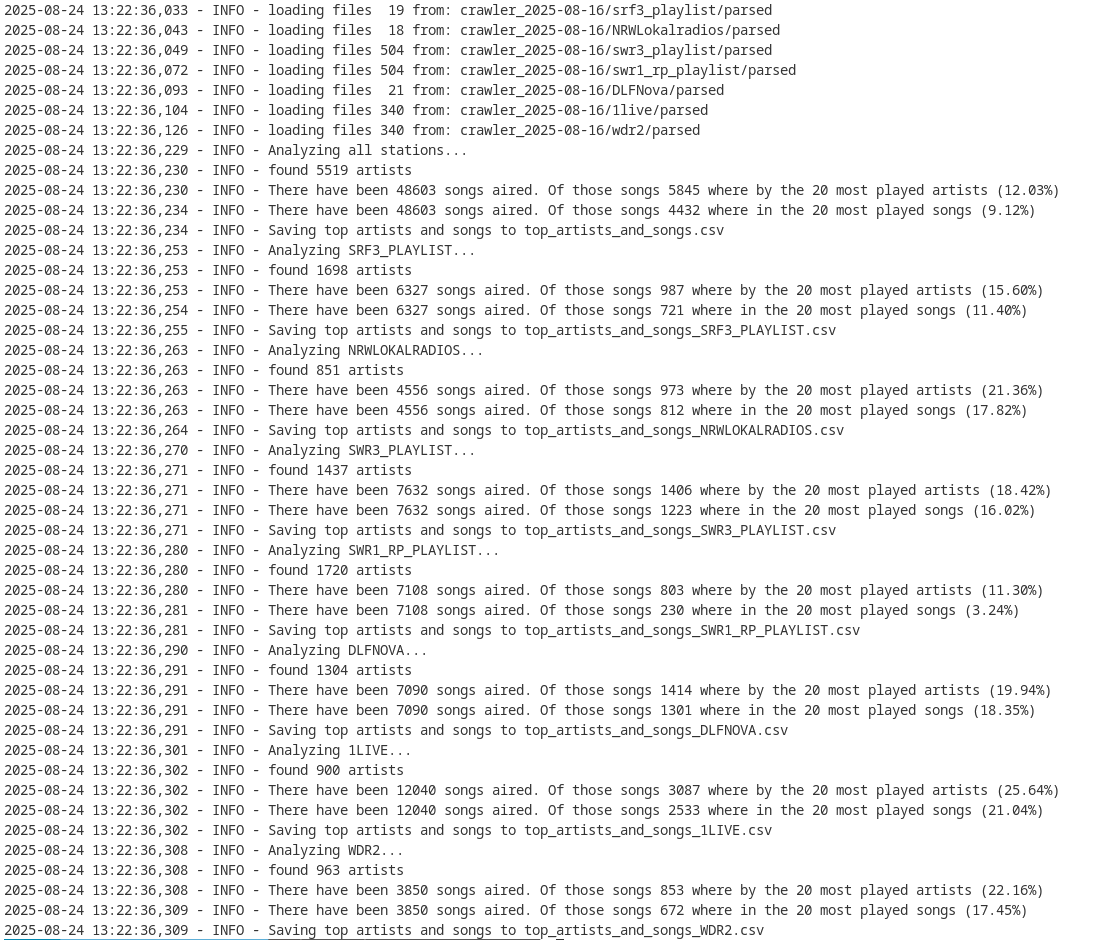 2025-08-24 13:22:36,033 - INFO - loading files  19 from: crawler_2025-08-16/srf3_playlist/parsed
2025-08-24 13:22:36,043 - INFO - loading files  18 from: crawler_2025-08-16/NRWLokalradios/parsed
2025-08-24 13:22:36,049 - INFO - loading files 504 from: crawler_2025-08-16/swr3_playlist/parsed
2025-08-24 13:22:36,072 - INFO - loading files 504 from: crawler_2025-08-16/swr1_rp_playlist/parsed
2025-08-24 13:22:36,093 - INFO - loading files  21 from: crawler_2025-08-16/DLFNova/parsed
2025-08-24 13:22:36,104 - INFO - loading files 340 from: crawler_2025-08-16/1live/parsed
2025-08-24 13:22:36,126 - INFO - loading files 340 from: crawler_2025-08-16/wdr2/parsed
2025-08-24 13:22:36,229 - INFO - Analyzing all stations...
2025-08-24 13:22:36,230 - INFO - found 5519 artists
2025-08-24 13:22:36,230 - INFO - There have been 48603 songs aired. Of those songs 5845 where by the 20 most played artists (12.03%)
2025-08-24 13:22:36,234 - INFO - There have been 48603 songs aired. Of those songs 4432 where in the 20 most played songs (9.12%)
2025-08-24 13:22:36,234 - INFO - Saving top artists and songs to top_artists_and_songs.csv
2025-08-24 13:22:36,253 - INFO - Analyzing SRF3_PLAYLIST...
2025-08-24 13:22:36,253 - INFO - found 1698 artists
2025-08-24 13:22:36,253 - INFO - There have been 6327 songs aired. Of those songs 987 where by the 20 most played artists (15.60%)
2025-08-24 13:22:36,254 - INFO - There have been 6327 songs aired. Of those songs 721 where in the 20 most played songs (11.40%)
2025-08-24 13:22:36,255 - INFO - Saving top artists and songs to top_artists_and_songs_SRF3_PLAYLIST.csv
2025-08-24 13:22:36,263 - INFO - Analyzing NRWLOKALRADIOS...
2025-08-24 13:22:36,263 - INFO - found 851 artists
2025-08-24 13:22:36,263 - INFO - There have been 4556 songs aired. Of those songs 973 where by the 20 most played artists (21.36%)
2025-08-24 13:22:36,263 - INFO - There have been 4556 songs aired. Of those songs 812 where in the 20 most played songs (17.82%)
2025-08-24 13:22:36,264 - INFO - Saving top artists and songs to top_artists_and_songs_NRWLOKALRADIOS.csv
2025-08-24 13:22:36,270 - INFO - Analyzing SWR3_PLAYLIST...
2025-08-24 13:22:36,271 - INFO - found 1437 artists
2025-08-24 13:22:36,271 - INFO - There have been 7632 songs aired. Of those songs 1406 where by the 20 most played artists (18.42%)
2025-08-24 13:22:36,271 - INFO - There have been 7632 songs aired. Of those songs 1223 where in the 20 most played songs (16.02%)
2025-08-24 13:22:36,271 - INFO - Saving top artists and songs to top_artists_and_songs_SWR3_PLAYLIST.csv
2025-08-24 13:22:36,280 - INFO - Analyzing SWR1_RP_PLAYLIST...
2025-08-24 13:22:36,280 - INFO - found 1720 artists
2025-08-24 13:22:36,280 - INFO - There have been 7108 songs aired. Of those songs 803 where by the 20 most played artists (11.30%)
2025-08-24 13:22:36,281 - INFO - There have been 7108 songs aired. Of those songs 230 where in the 20 most played songs (3.24%)
2025-08-24 13:22:36,281 - INFO - Saving top artists and songs to top_artists_and_songs_SWR1_RP_PLAYLIST.csv
2025-08-24 13:22:36,290 - INFO - Analyzing DLFNOVA...
2025-08-24 13:22:36,291 - INFO - found 1304 artists
2025-08-24 13:22:36,291 - INFO - There have been 7090 songs aired. Of those songs 1414 where by the 20 most played artists (19.94%)
2025-08-24 13:22:36,291 - INFO - There have been 7090 songs aired. Of those songs 1301 where in the 20 most played songs (18.35%)
2025-08-24 13:22:36,291 - INFO - Saving top artists and songs to top_artists_and_songs_DLFNOVA.csv
2025-08-24 13:22:36,301 - INFO - Analyzing 1LIVE...
2025-08-24 13:22:36,302 - INFO - found 900 artists
2025-08-24 13:22:36,302 - INFO - There have been 12040 songs aired. Of those songs 3087 where by the 20 most played artists (25.64%)
2025-08-24 13:22:36,302 - INFO - There have been 12040 songs aired. Of those songs 2533 where in the 20 most played songs (21.04%)
2025-08-24 13:22:36,302 - INFO - Saving top artists and songs to top_artists_and_songs_1LIVE.csv
2025-08-24 13:22:36,308 - INFO - Analyzing WDR2...
2025-08-24 13:22:36,308 - INFO - found 963 artists
2025-08-24 13:22:36,308 - INFO - There have been 3850 songs aired. Of those songs 853 where by the 20 most played artists (22.16%)
2025-08-24 13:22:36,309 - INFO - There have been 3850 songs aired. Of those songs 672 where in the 20 most played songs (17.45%)
2025-08-24 13:22:36,309 - INFO - Saving top artists and songs to top_artists_and_songs_WDR2.csv